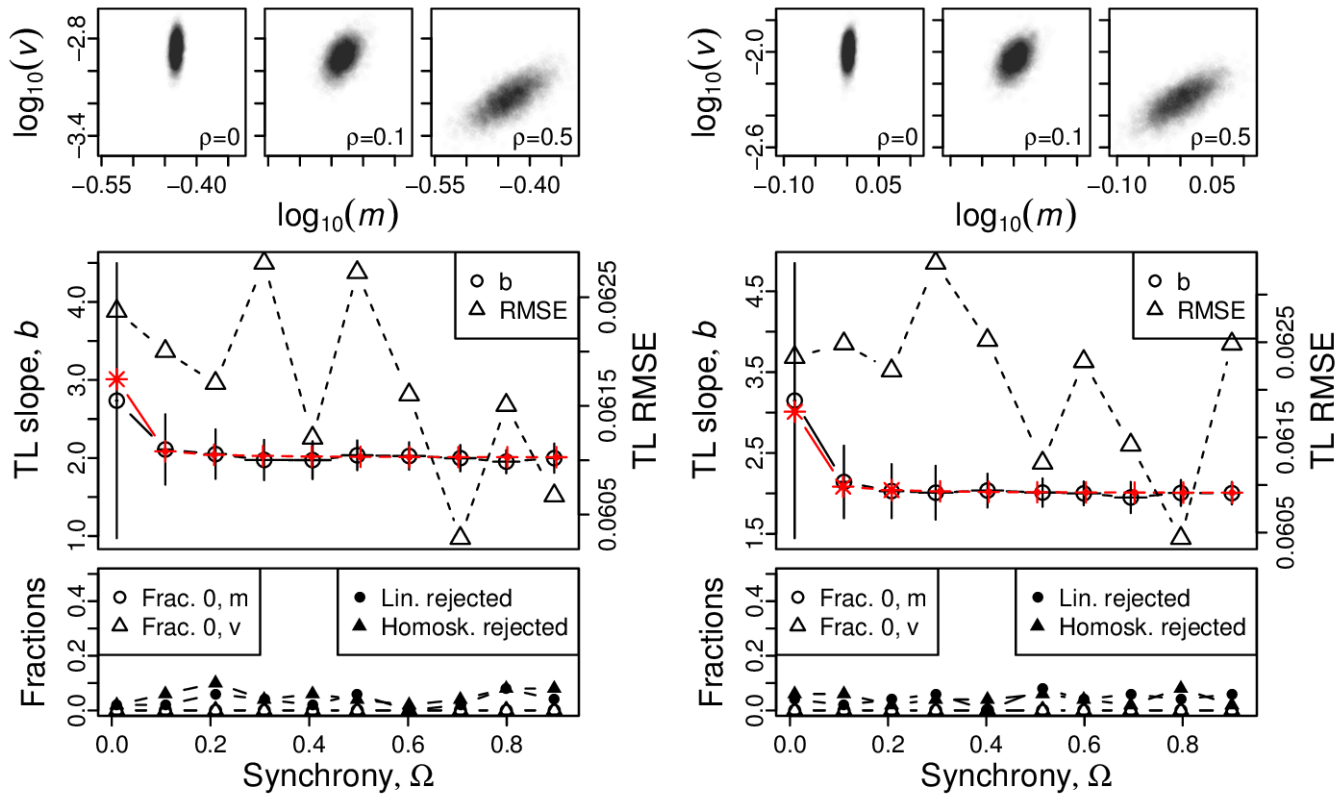 log10(v)
−2.8
−3.4
ρ=0
ρ=0.1
ρ=0.5
−0.55 −0.40 −0.55 −0.40
log10(m)
log10(v)
−2.0
−2.6
ρ=0
ρ=0.1
ρ=0.5
−0.10 0.05 −0.10 0.05
log10(m)
TL slope, b
4.0
3.0
2.0
1.0
b
RMSE
0.0625
0.0615
0.0605
TL RMSE
TL slope, b
4.5
3.5
2.5
1.5
b
RMSE
0.0625
0.0615
0.0605
TL RMSE
Fractions
0.4
0.2
0.0
Frac. 0, m
Frac. 0, v
Lin. rejected
Homosk. rejected
0.0 0.2 0.4 0.6 0.8
Synchrony, Ω
Fractions
0.4
0.2
0.0
Frac. 0, m
Frac. 0, v
Lin. rejected
Homosk. rejected
0.0 0.2 0.4 0.6 0.8
Synchrony, Ω